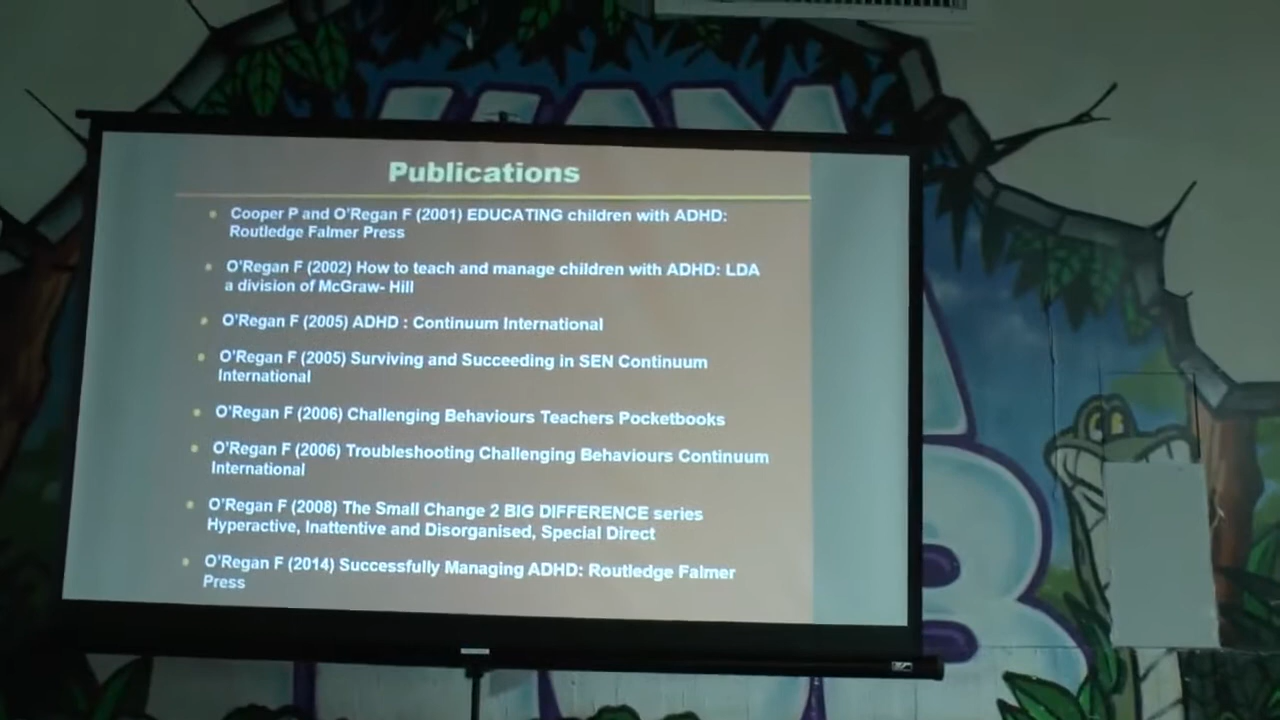 Publications
Cooper P and O'Regan F (2001) EDUCATING children with ADHD:
Routledge Falmer Press
O'Regan F (2002) How to teach and manage children with ADHD: LDA
a division of McGraw- Hill
O'Regan F (2005) ADHD : Continuum International
O'Regan F (2005) Surviving and Succeeding in SEN Continuum
International
O'Regan F (2006) Challenging Behaviours Teachers Pocketbooks
O'Regan F (2006) Troubleshooting Challenging Behaviours Continuum
International
O'Regan F (2008) The Small Change 2 BIG DIFFERENCE series
Hyperactive, Inattentive and Disorganised, Special Direct
O'Regan F (2014) Successfully Managing ADHD: Routledge Falmer
Press